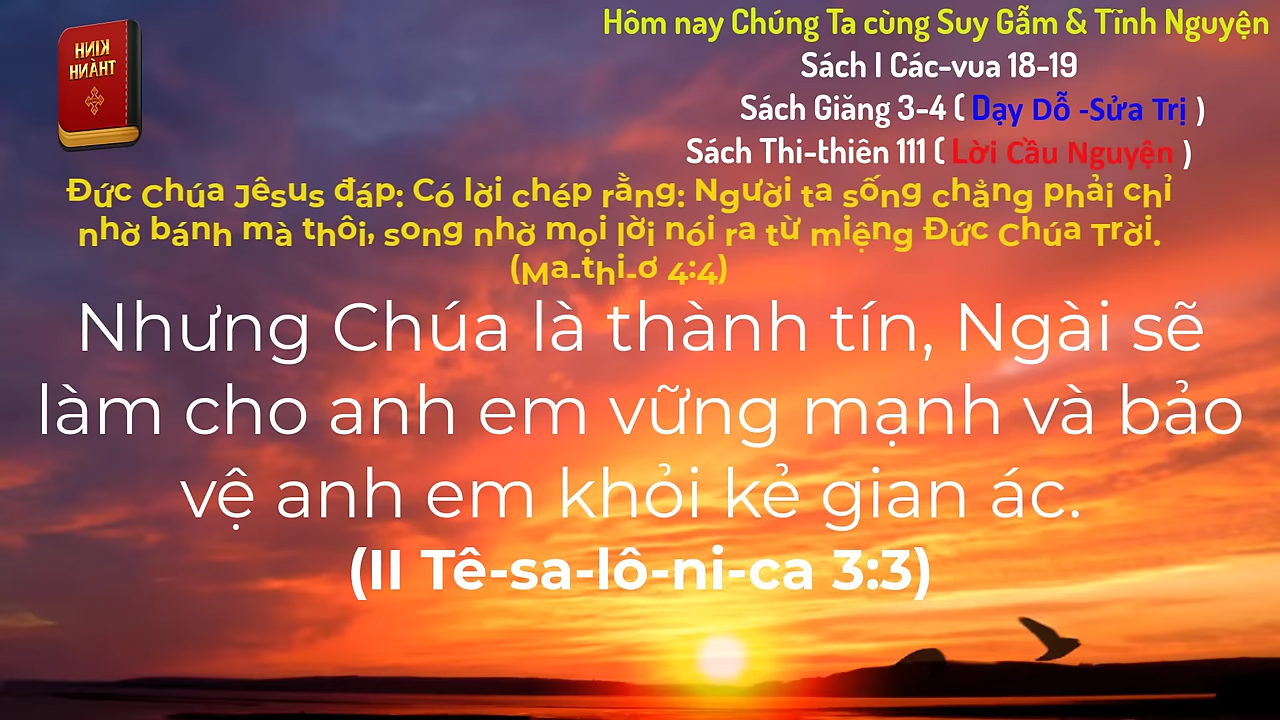 KINH
THÀNH
Hôm nay Chúng Ta cùng Suy Gẫm & Tĩnh Nguyện
Sách I Các-vua 18-19
Sách Giăng 3-4 ( Dạy Dỗ -Sửa Trị )
Sách Thi-thiên 111 ( Lời Cầu Nguyện )
Đức Chúa Jêsus đáp: Có lời chép rằng: Người ta sống chẳng phải chỉ
nhờ bánh mà thôi, song nhờ mọi lời nói ra từ miệng Đức Chúa Trời.
(Ma-thi-ơ 4:4)
Nhưng Chúa là thành tín, Ngài sẽ
làm cho anh em vững mạnh và bảo
vệ anh em khỏi kẻ gian ác.
(II Tê-sa-lô-ni-ca 3:3)